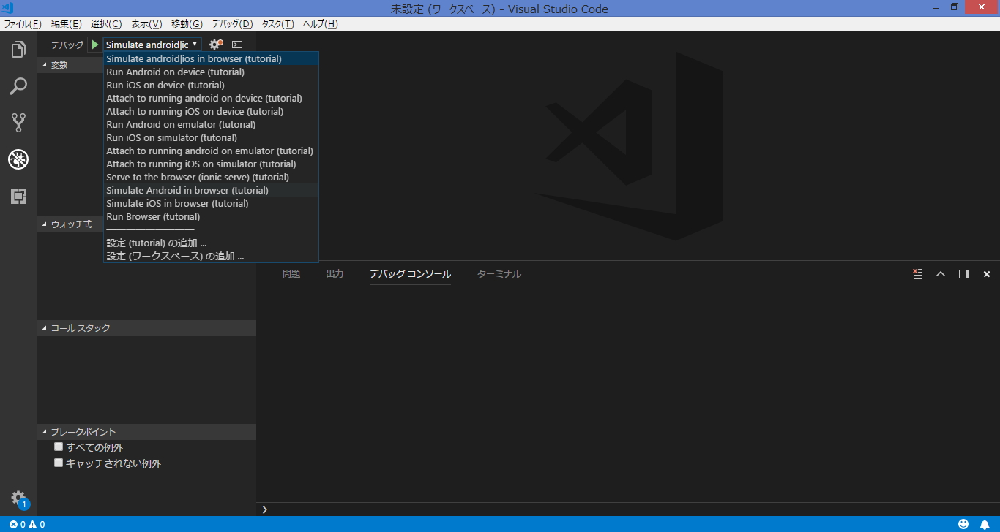 未設定 (ワークスペース) - Visual Studio Code
ファイル(F) 編集(E) 選択(C) 表示(V) 移動(G) デバッグ(D) タスク(T) ヘルプ(H)
デバッグ Simulate android|ic
変数
Simulate android|ios in browser (tutorial)
Run Android on device (tutorial)
Run iOS on device (tutorial)
Attach to running android on device (tutorial)
Attach to running iOS on device (tutorial)
Run Android on emulator (tutorial)
Run iOS on simulator (tutorial)
Attach to running android on emulator (tutorial)
Attach to running iOS on simulator (tutorial)
Serve to the browser (ionic serve) (tutorial)
Simulate Android in browser (tutorial)
Simulate iOS in browser (tutorial)
Run Browser (tutorial)
設定 (tutorial) の追加 ...
設定 (ワークスペース) の追加 ...
ウォッチ式
コール スタック
ブレークポイント
すべての例外
キャッチされない例外
問題 出力 デバッグ コンソール ターミナル
❯
1
0 0